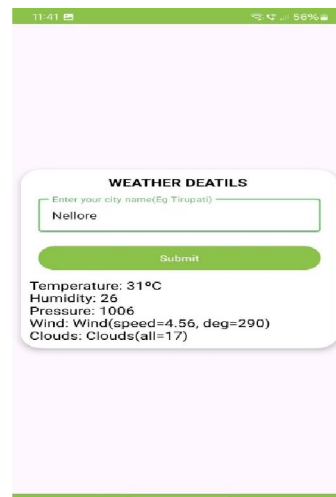 11:41 56%
WEATHER DEATILS
Enter your city name(Eg Tirupati)
Nellore
Submit
Temperature: 31°C
Humidity: 26
Pressure: 1006
Wind: Wind(speed=4.56, deg=290)
Clouds: Clouds(all=17)